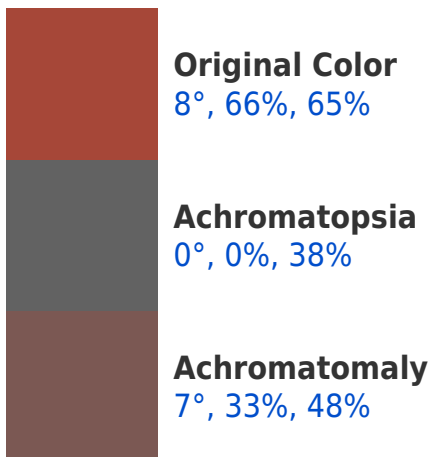 Original Color
8°, 66%, 65%
Achromatopsia
0°, 0%, 38%
Achromatomaly
7°, 33%, 48%